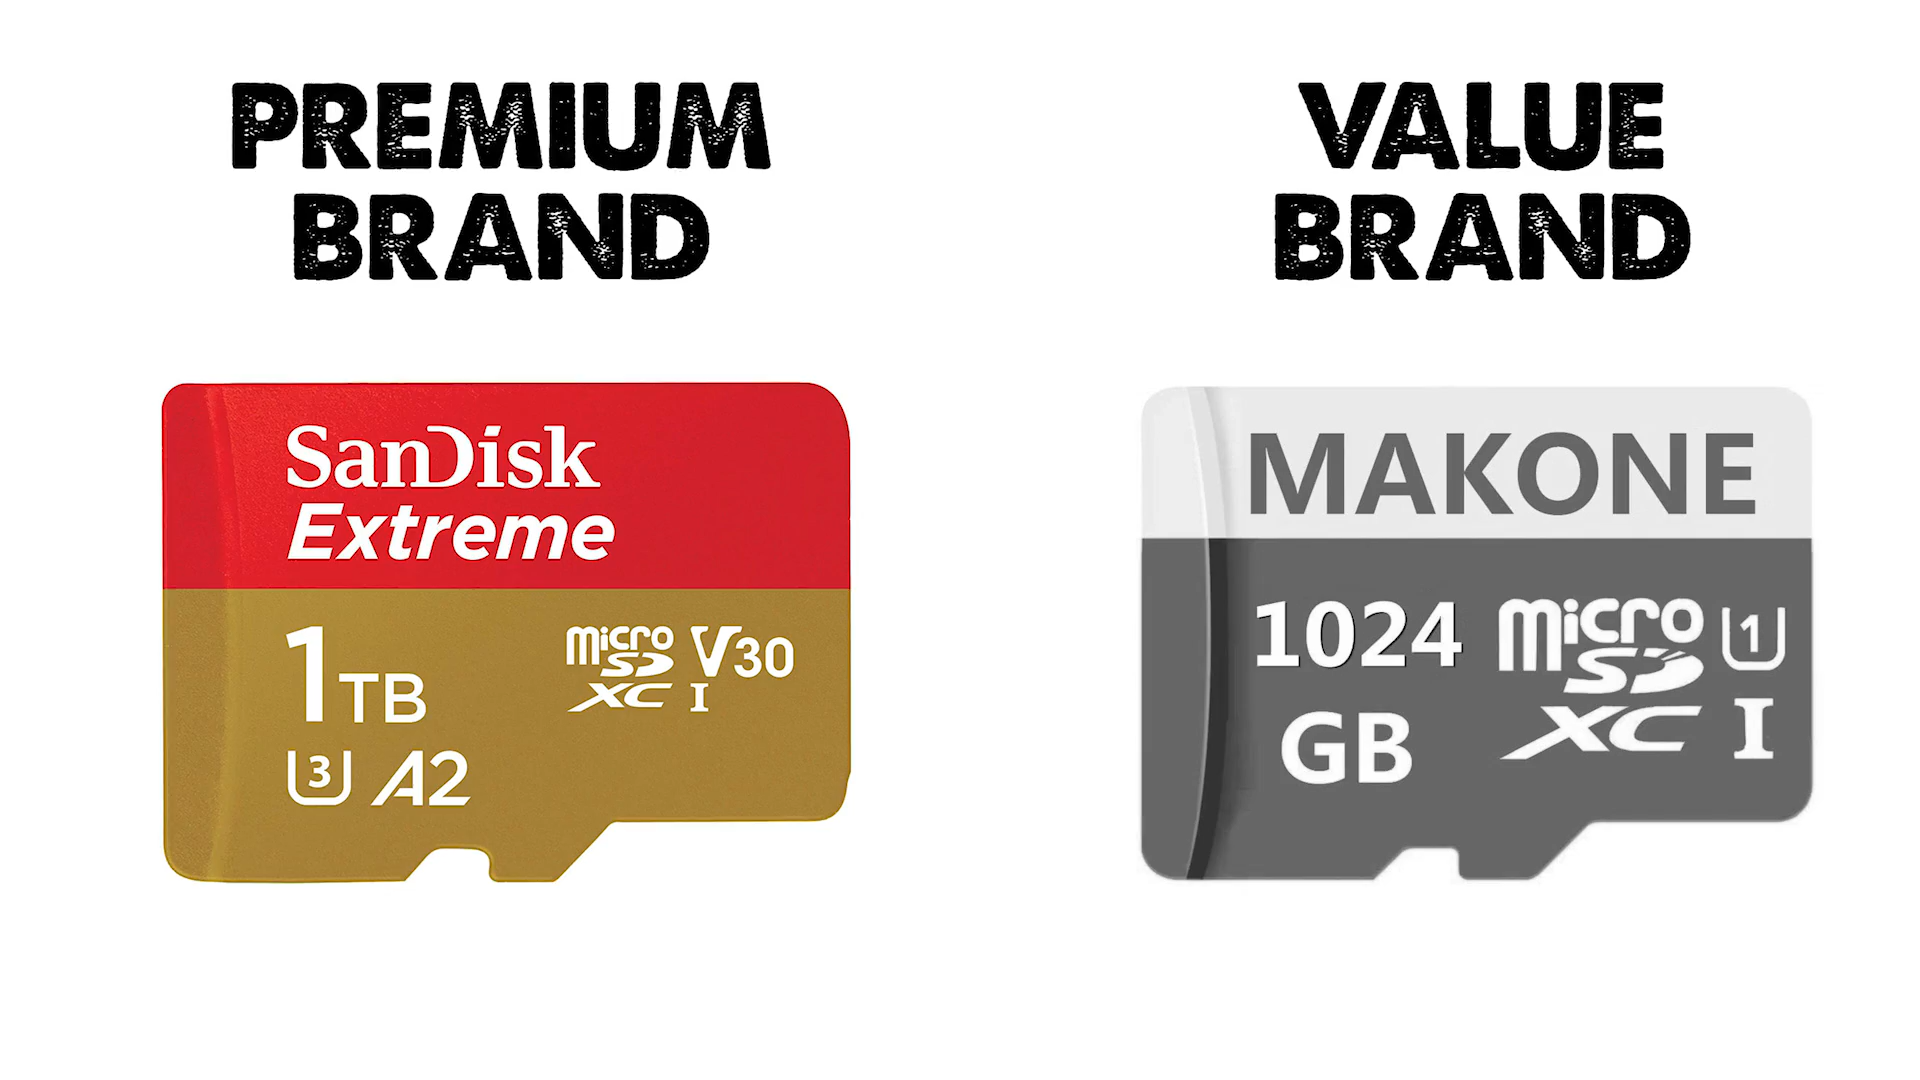 PREMIUM
BRAND
SanDisk
Extreme
1TB
micro
SD
XC I
V30
3 A2
VALUE
BRAND
MAKONE
1024
GB
micro
SD
XC I
1